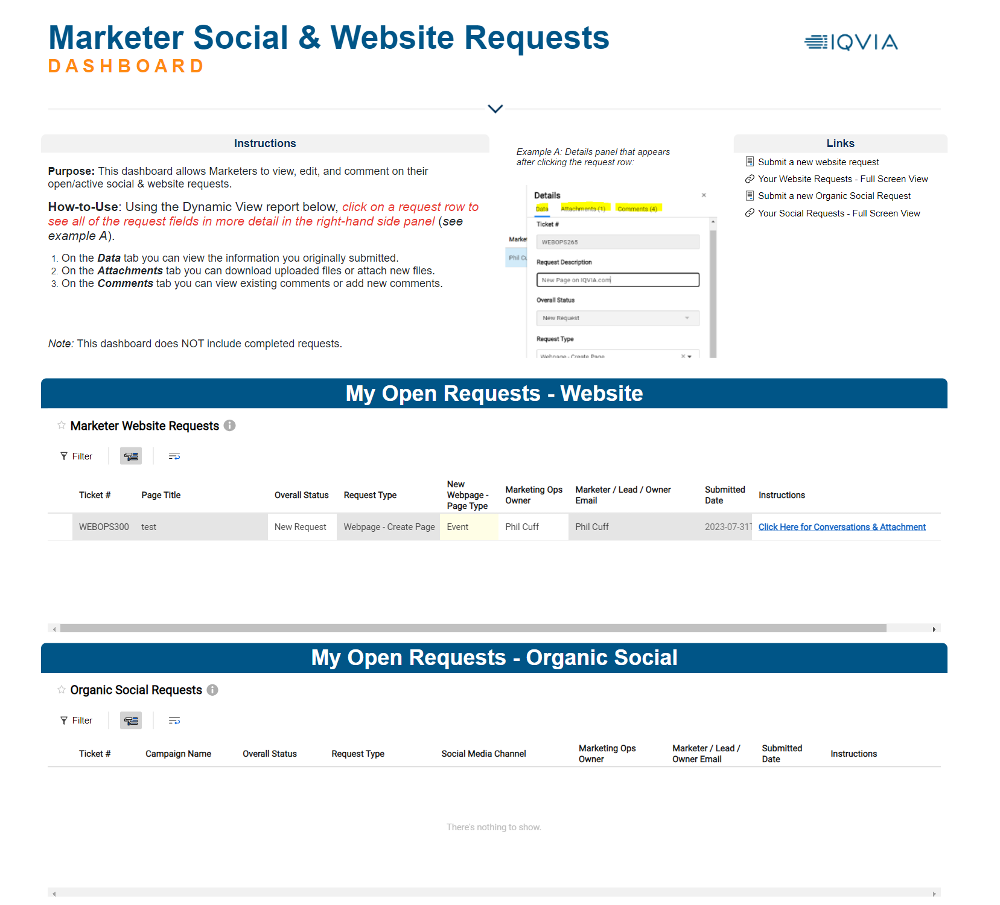 Marketer Social & Website Requests
DASHBOARD
IQVIA
Instructions
Purpose: This dashboard allows Marketers to view, edit, and comment on their
open/active social & website requests.
How-to-Use: Using the Dynamic View report below, click on a request row to
see all of the request fields in more detail in the right-hand side panel (see
example A).
1. On the Data tab you can view the information you originally submitted.
2. On the Attachments tab you can download uploaded files or attach new files.
3. On the Comments tab you can view existing comments or add new comments.
Note: This dashboard does NOT include completed requests.
Example A: Details panel that appears
after clicking the request row:
Details
Data Attachments (1) Comments (4)
Ticket #
Market
WEBOPS265
Phil Cu
Request Description
New Page on IQVIA.com
Overall Status
New Request
Request Type
Webpage - Create Page
Links
Submit a new website request
Your Website Requests - Full Screen View
Submit a new Organic Social Request
Your Social Requests - Full Screen View
My Open Requests - Website
Marketer Website Requests
Filter
Ticket # Page Title Overall Status Request Type New Webpage - Page Type Marketing Ops Owner Marketer / Lead / Owner Email Submitted Date Instructions
WEBOPS300 test New Request Webpage - Create Page Event Phil Cuff Phil Cuff 2023-07-31T Click Here for Conversations & Attachment
My Open Requests - Organic Social
Organic Social Requests
Filter
Ticket # Campaign Name Overall Status Request Type Social Media Channel Marketing Ops Owner Marketer / Lead / Owner Email Submitted Date Instructions
There's nothing to show.